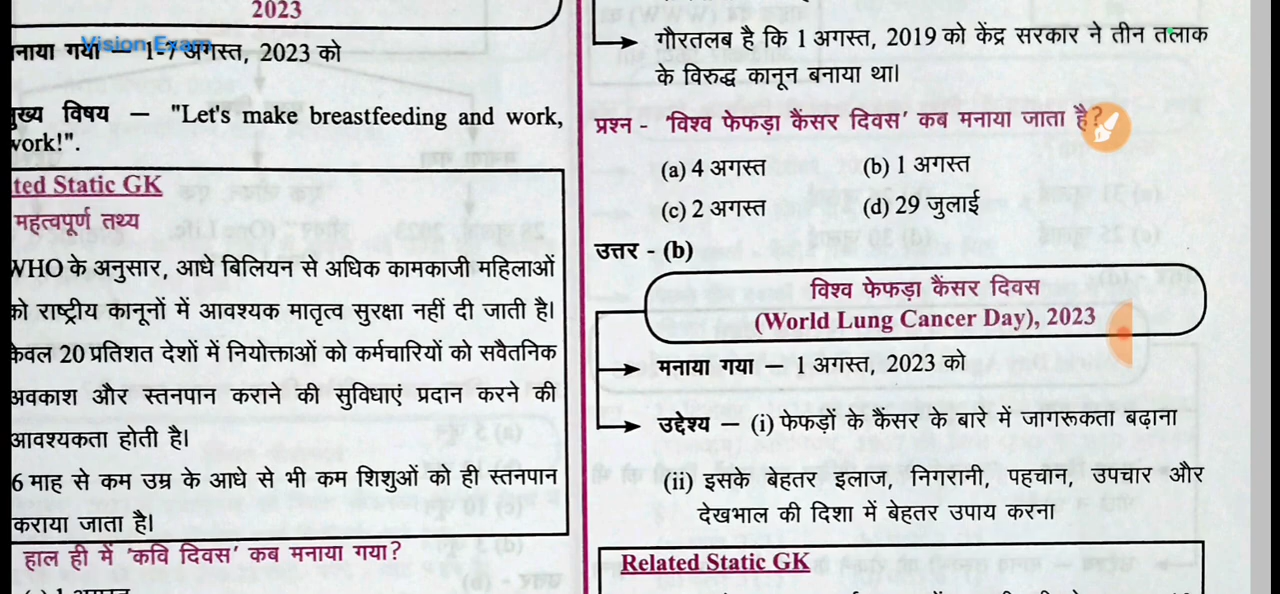 2023
मनाया गया — 1-7 अगस्त, 2023 को
Vision Exam
मुख्य विषय — "Let's make breastfeeding and work,
work!".
ted Static GK
महत्वपूर्ण तथ्य
WHO के अनुसार, आधे बिलियन से अधिक कामकाजी महिलाओं
को राष्ट्रीय कानूनों में आवश्यक मातृत्व सुरक्षा नहीं दी जाती है।
केवल 20 प्रतिशत देशों में नियोक्ताओं को कर्मचारियों को सवैतनिक
अवकाश और स्तनपान कराने की सुविधाएं प्रदान करने की
आवश्यकता होती है।
6 माह से कम उम्र के आधे से भी कम शिशुओं को ही स्तनपान
कराया जाता है।
हाल ही में 'कवि दिवस' कब मनाया गया?
गौरतलब है कि 1 अगस्त, 2019 को केंद्र सरकार ने तीन तलाक
के विरुद्ध कानून बनाया था।
प्रश्न - 'विश्व फेफड़ा कैंसर दिवस' कब मनाया जाता है?
(a) 4 अगस्त (b) 1 अगस्त
(c) 2 अगस्त (d) 29 जुलाई
उत्तर - (b)
विश्व फेफड़ा कैंसर दिवस
(World Lung Cancer Day), 2023
मनाया गया — 1 अगस्त, 2023 को
उद्देश्य — (i) फेफड़ों के कैंसर के बारे में जागरूकता बढ़ाना
(ii) इसके बेहतर इलाज, निगरानी, पहचान, उपचार और
देखभाल की दिशा में बेहतर उपाय करना
Related Static GK